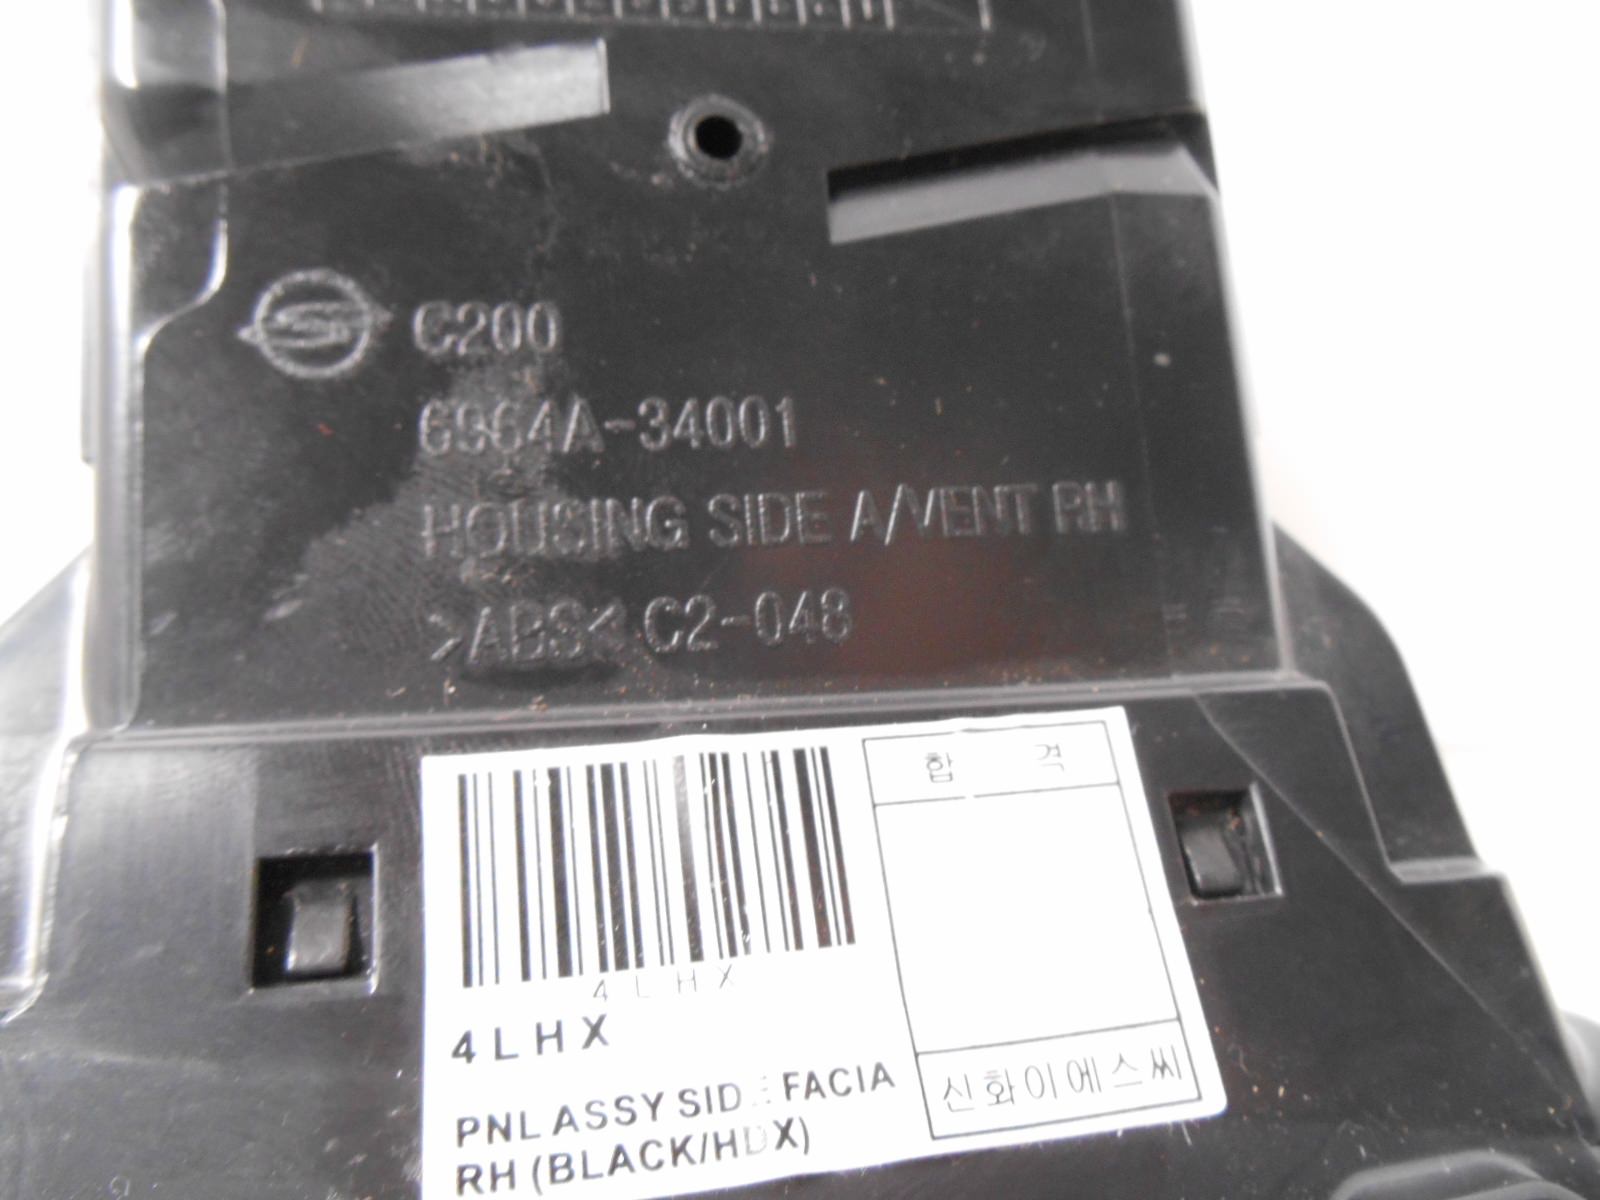 C200
6964A-34001
HOUSING SIDE A/VENT RH
>ABS< C2-048
합 격
4LHX
4 L H X
PNL ASSY SIDE FACIA
RH (BLACK/HDX)
신화이에스씨